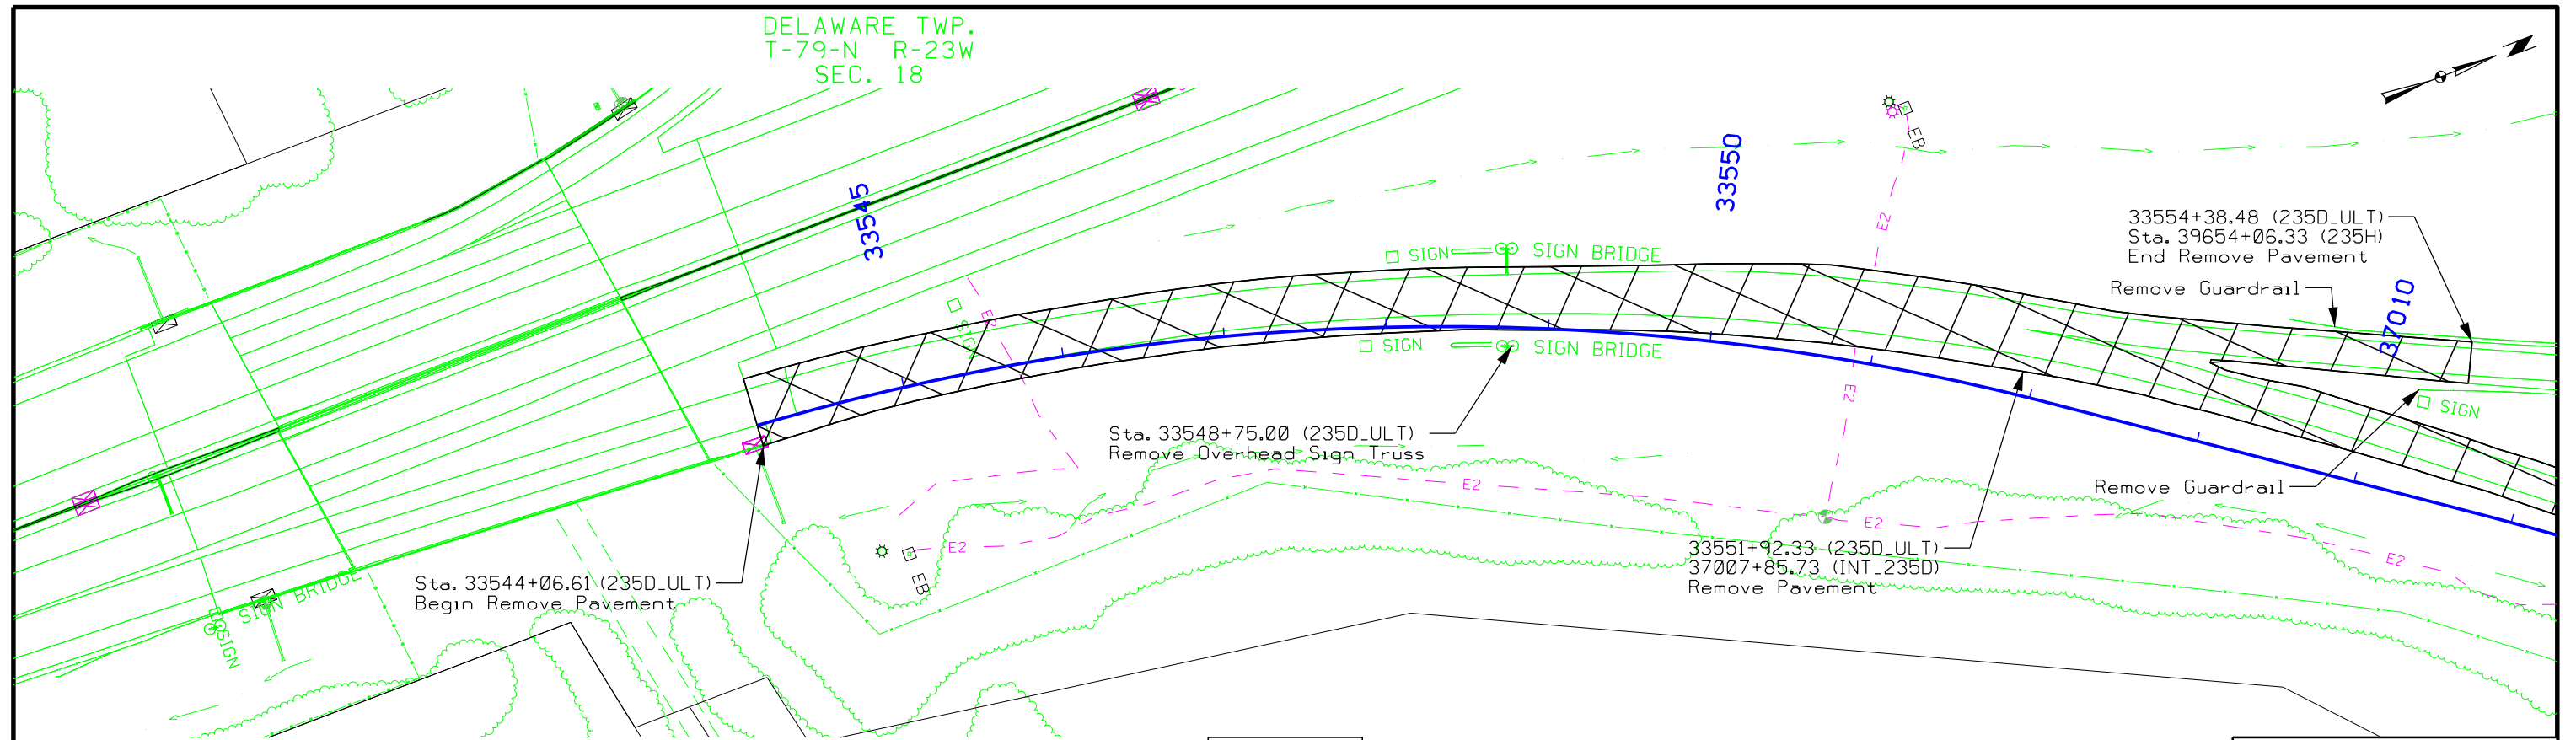 DELAWARE TWP.
T-79-N R-23W
SEC. 18
33545
33550
37010
EB
E2
33554+38.48 (235D_ULT)
Sta. 39654+06.33 (235H)
End Remove Pavement
Remove Guardrail
SIGN
SIGN BRIDGE
SIGN
E2
SIGN
SIGN BRIDGE
E2
SIGN
Sta. 33548+75.00 (235D_ULT)
Remove Overhead Sign Truss
Remove Guardrail
E2
E2
E2
E2
EB
33551+92.33 (235D_ULT)
37007+85.73 (INT_235D)
Remove Pavement
Sta. 33544+06.61 (235D_ULT)
Begin Remove Pavement
SIGN BRIDGE
SIGN